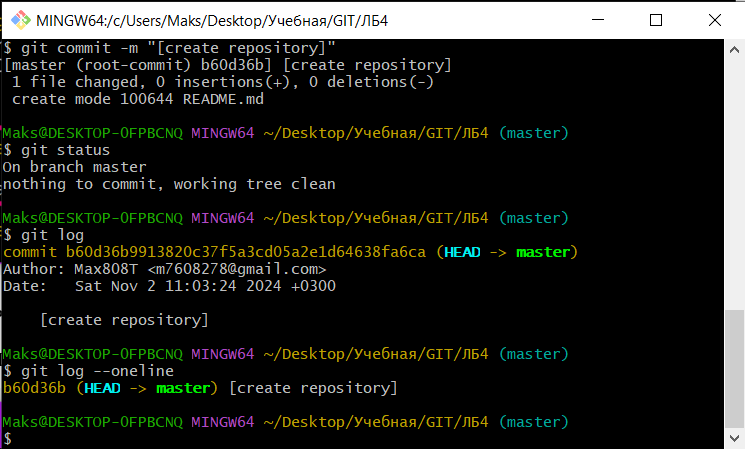 MINGW64:/c/Users/Maks/Desktop/Учебная/GIT/ЛБ4
$ git commit -m "[create repository]"
[master (root-commit) b60d36b] [create repository]
 1 file changed, 0 insertions(+), 0 deletions(-)
 create mode 100644 README.md

Maks@DESKTOP-0FPBCNQ MINGW64 ~/Desktop/Учебная/GIT/ЛБ4 (master)
$ git status
On branch master
nothing to commit, working tree clean

Maks@DESKTOP-0FPBCNQ MINGW64 ~/Desktop/Учебная/GIT/ЛБ4 (master)
$ git log
commit b60d36b9913820c37f5a3cd05a2e1d64638fa6ca (HEAD -> master)
Author: Max808T <m7608278@gmail.com>
Date:   Sat Nov 2 11:03:24 2024 +0300

    [create repository]

Maks@DESKTOP-0FPBCNQ MINGW64 ~/Desktop/Учебная/GIT/ЛБ4 (master)
$ git log --oneline
b60d36b (HEAD -> master) [create repository]

Maks@DESKTOP-0FPBCNQ MINGW64 ~/Desktop/Учебная/GIT/ЛБ4 (master)
$